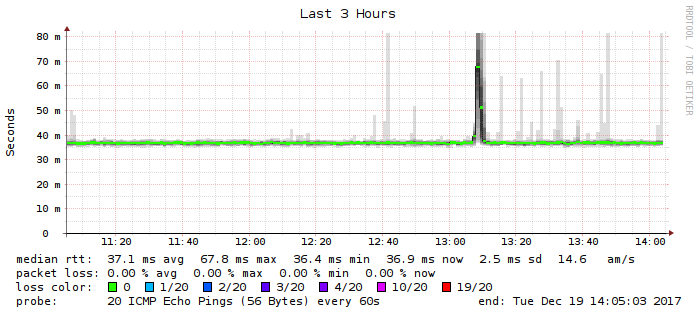 Last 3 Hours
RRDTOOL / TOBI OETIKER
Seconds
80 m
70 m
60 m
50 m
40 m
30 m
20 m
10 m
0
11:20 11:40 12:00 12:20 12:40 13:00 13:20 13:40 14:00
median rtt: 37.1 ms avg 67.8 ms max 36.4 ms min 36.9 ms now 2.5 ms sd 14.6 am/s
packet loss: 0.00 % avg 0.00 % max 0.00 % min 0.00 % now
loss color: 0 1/20 2/20 3/20 4/20 10/20 19/20
probe: 20 ICMP Echo Pings (56 Bytes) every 60s end: Tue Dec 19 14:05:03 2017